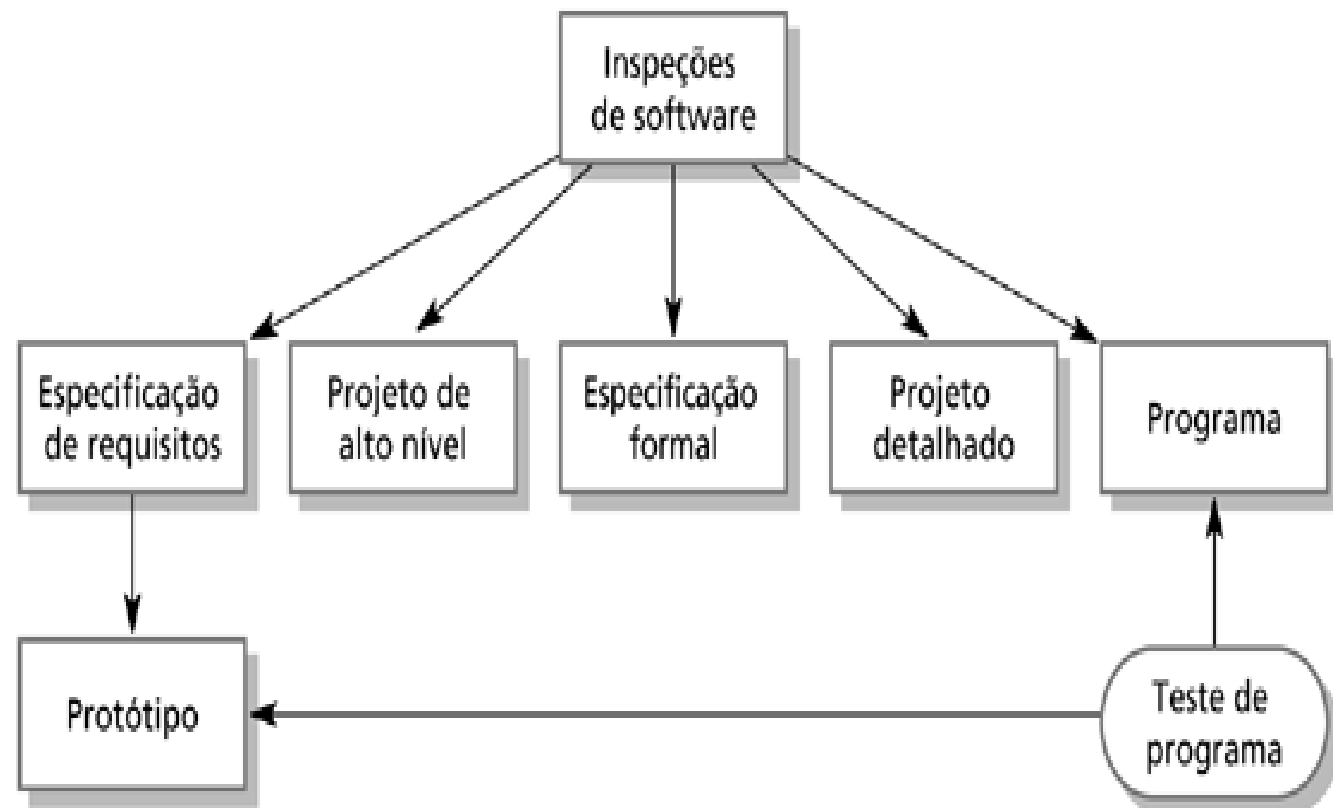 Inspeções
de software
Especificação
de requisitos
Projeto de
alto nível
Especificação
formal
Projeto
detalhado
Programa
Protótipo
Teste de
programa